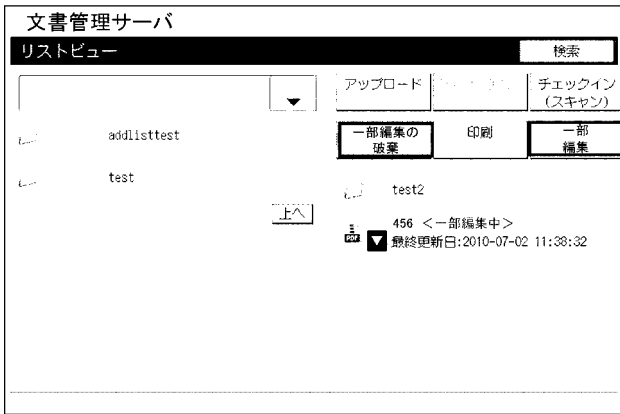 文書管理サーバ
リストビュー
検索
アップロード
チェックイン
(スキャン)
一部編集の
破棄
印刷
一部
編集
addlisttest
test
上へ
test2
456 <一部編集中>
PDF
最終更新日:2010-07-02 11:38:32